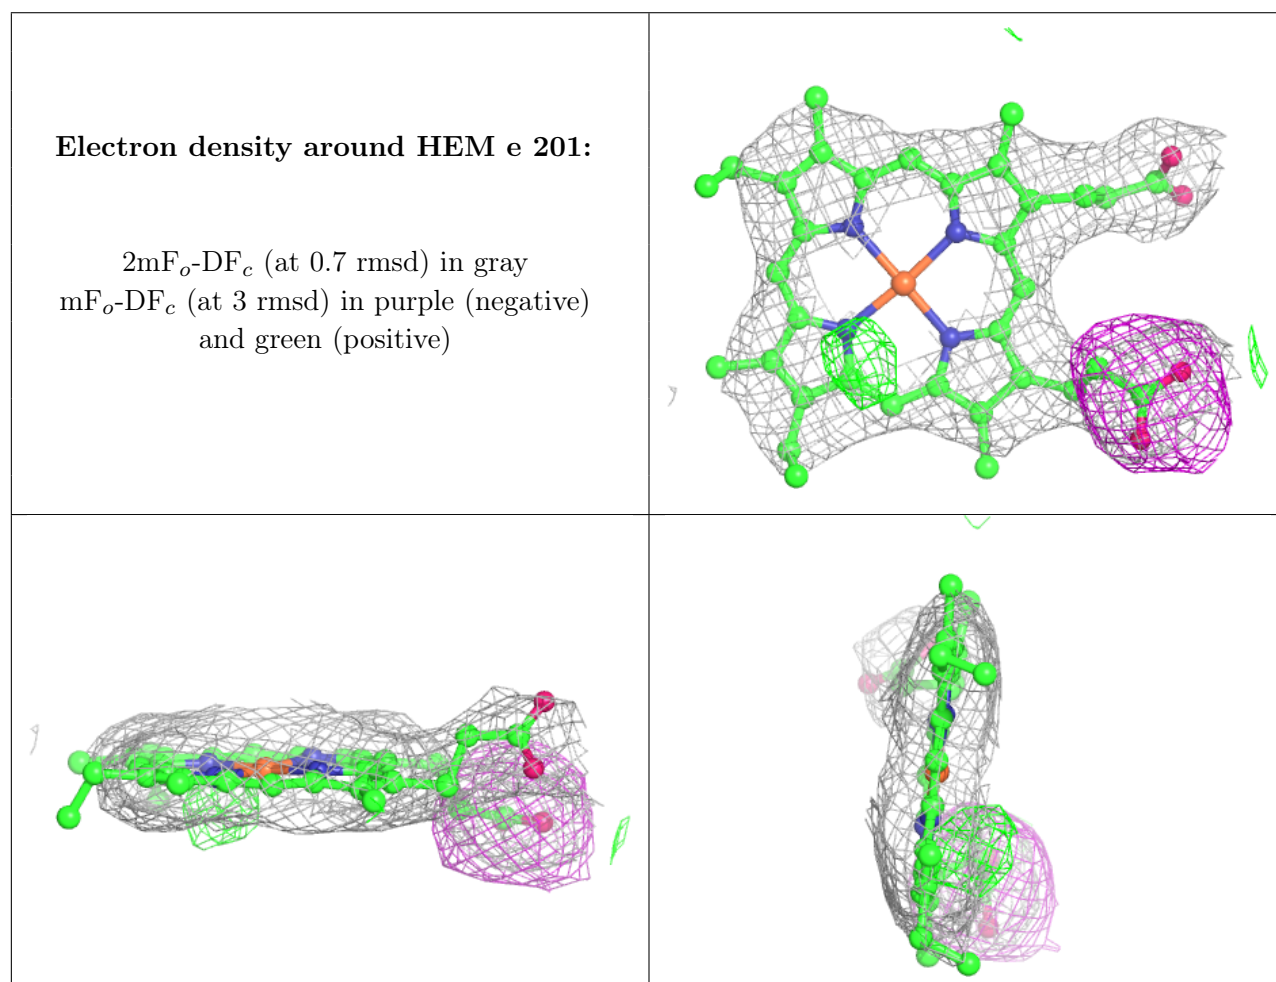 Electron density around HEM e 201:
2mFo-DFc (at 0.7 rmsd) in gray
mFo-DFc (at 3 rmsd) in purple (negative)
and green (positive)